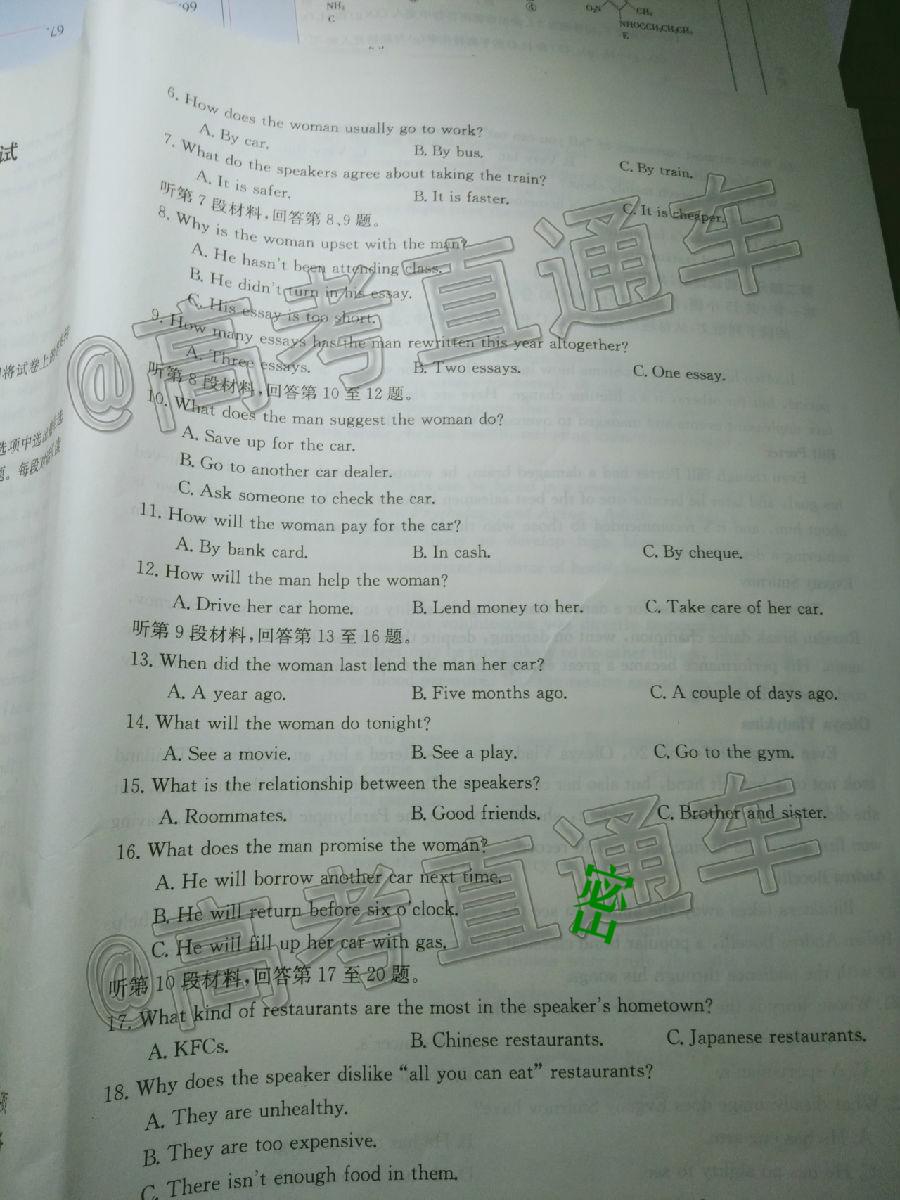 66.
67.
NH₂
C
④
O₂N
CH₃
NHOCCH₂CH₂CH₃
E
试
6. How does the woman usually go to work?
A. By car.
B. By bus.
C. By train.
7. What do the speakers agree about taking the train?
A. It is safer.
B. It is faster.
C. It is cheaper.
听第 7 段材料，回答第 8、9 题。
8. Why is the woman upset with the man?
A. He hasn't been attending class.
B. He didn't turn in his essay.
C. His essay is too short.
9. How many essays has the man rewritten this year altogether?
A. Three essays.
B. Two essays.
C. One essay.
听第 8 段材料，回答第 10 至 12 题。
10. What does the man suggest the woman do?
A. Save up for the car.
B. Go to another car dealer.
C. Ask someone to check the car.
11. How will the woman pay for the car?
A. By bank card.
B. In cash.
C. By cheque.
12. How will the man help the woman?
A. Drive her car home.
B. Lend money to her.
C. Take care of her car.
听第 9 段材料，回答第 13 至 16 题。
13. When did the woman last lend the man her car?
A. A year ago.
B. Five months ago.
C. A couple of days ago.
14. What will the woman do tonight?
A. See a movie.
B. See a play.
C. Go to the gym.
15. What is the relationship between the speakers?
A. Roommates.
B. Good friends.
C. Brother and sister.
16. What does the man promise the woman?
A. He will borrow another car next time.
B. He will return before six o'clock.
C. He will fill up her car with gas.
听第 10 段材料，回答第 17 至 20 题。
17. What kind of restaurants are the most in the speaker's hometown?
A. KFCs.
B. Chinese restaurants.
C. Japanese restaurants.
18. Why does the speaker dislike "all you can eat" restaurants?
A. They are unhealthy.
B. They are too expensive.
C. There isn't enough food in them.
@高考直通车
@高考直通车
密